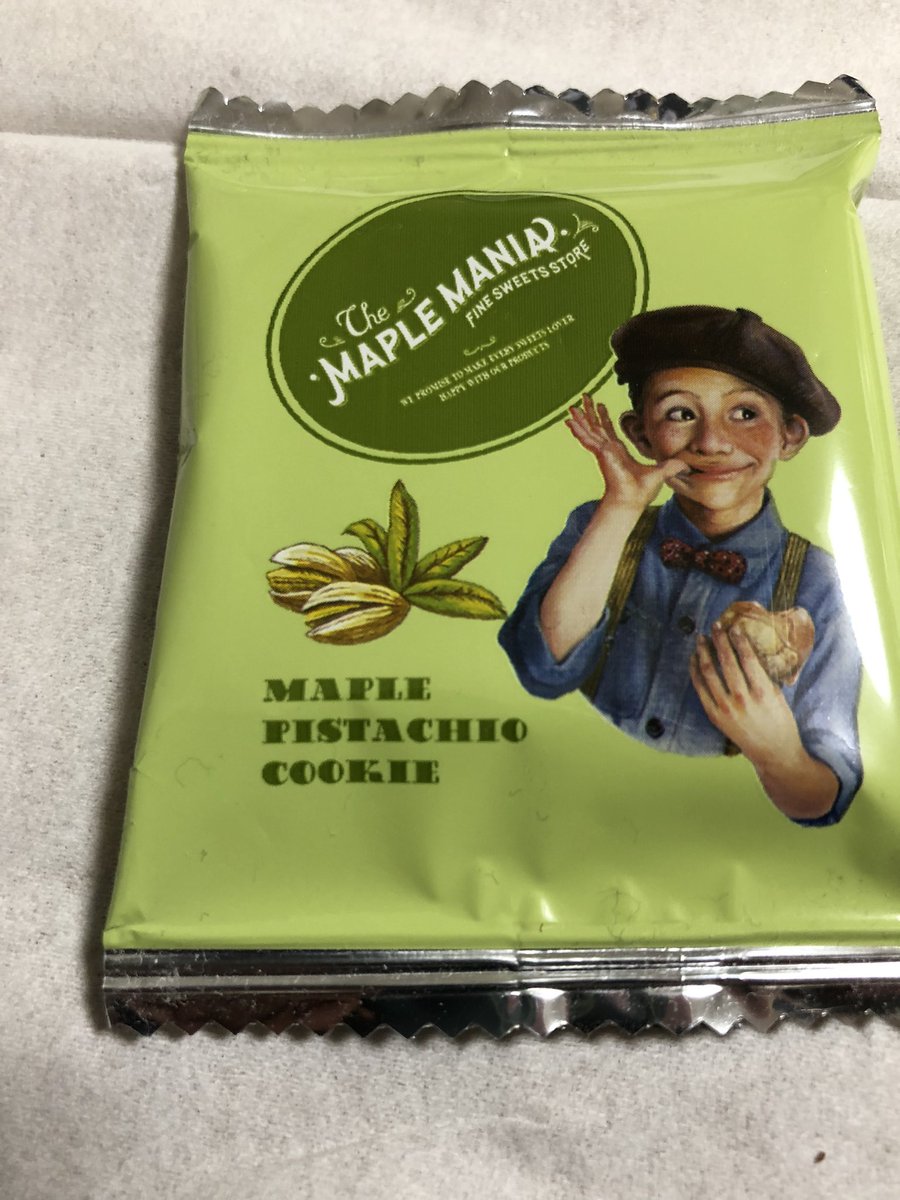 The
MAPLE MANIA
FINE SWEETS STORE
WE PROMISE TO MAKE EVERY SWEETS LOVER
HAPPY WITH OUR PRODUCTS
MAPLE
PISTACHIO
COOKIE